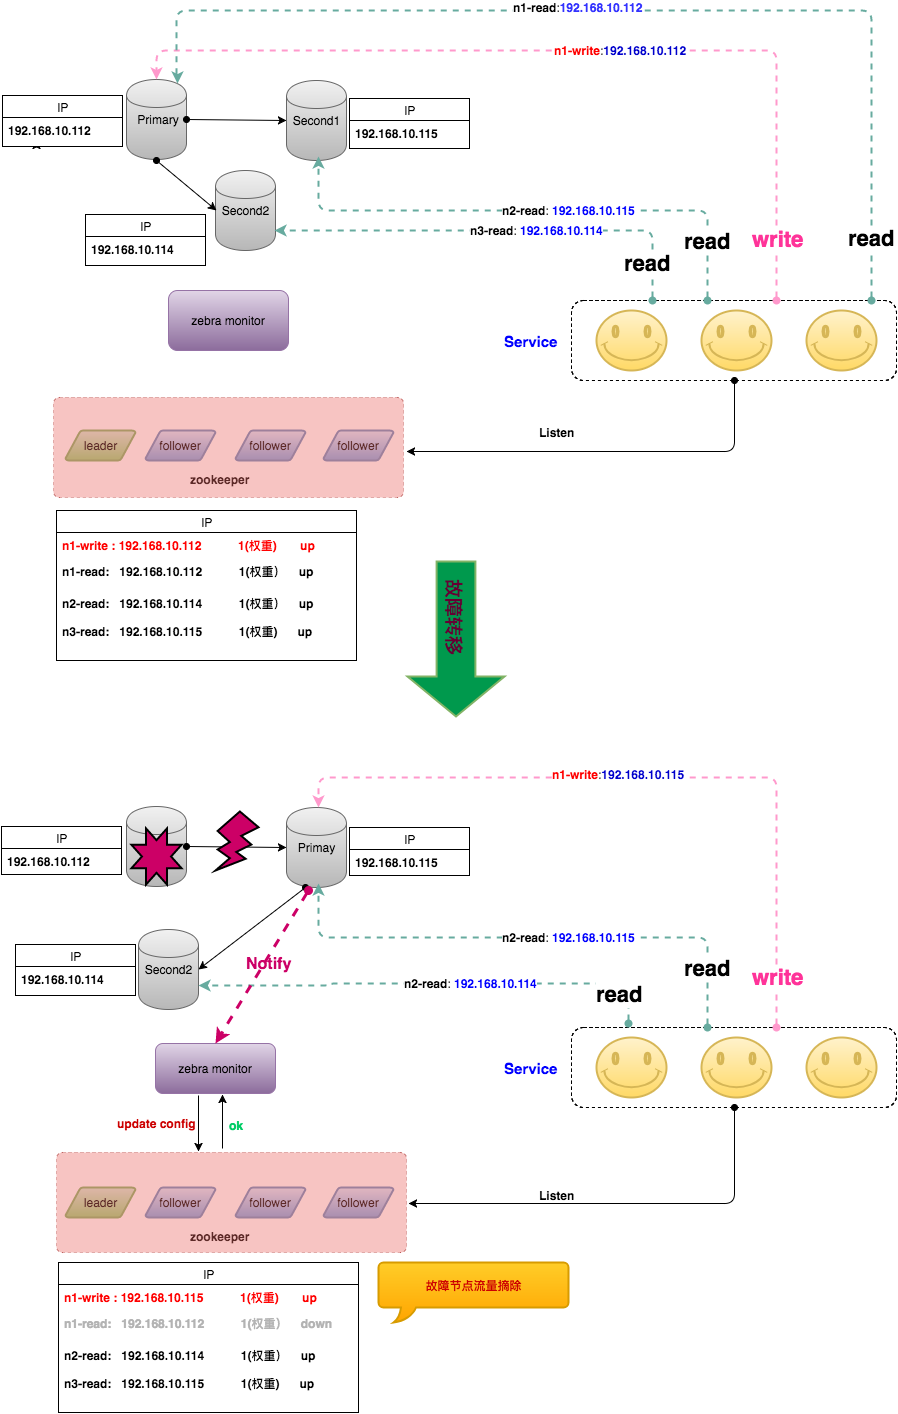 n1-read:192.168.10.112
n1-write:192.168.10.112
IP
192.168.10.112
Primary
Second1
IP
192.168.10.115
Second2
IP
192.168.10.114
n2-read: 192.168.10.115
n3-read: 192.168.10.114
read
read
write
read
zebra monitor
Service
Listen
leader
follower
follower
follower
zookeeper
IP
n1-write : 192.168.10.112 1(权重) up
n1-read: 192.168.10.112 1(权重) up
n2-read: 192.168.10.114 1(权重) up
n3-read: 192.168.10.115 1(权重) up
故障转移
n1-write:192.168.10.115
IP
192.168.10.112
Primay
IP
192.168.10.115
IP
192.168.10.114
Second2
Notify
n2-read: 192.168.10.115
n2-read: 192.168.10.114
read
read
write
zebra monitor
Service
update config
ok
Listen
leader
follower
follower
follower
zookeeper
IP
n1-write : 192.168.10.115 1(权重) up
n1-read: 192.168.10.112 1(权重) down
n2-read: 192.168.10.114 1(权重) up
n3-read: 192.168.10.115 1(权重) up
故障节点流量摘除